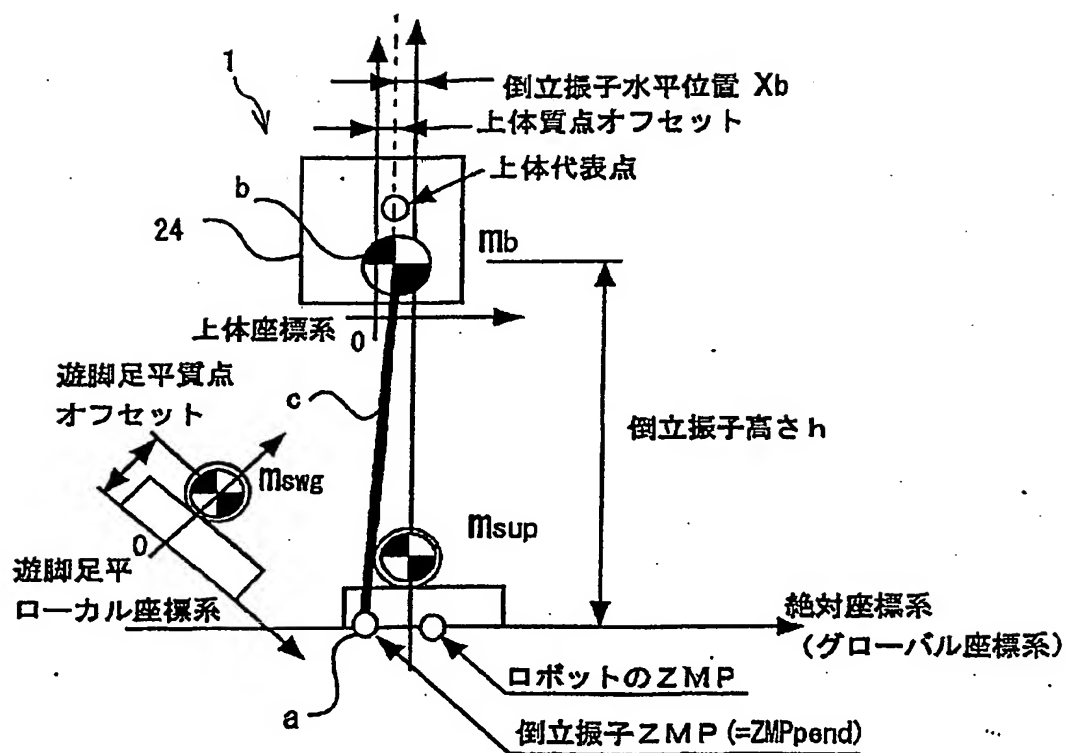 1
倒立振子水平位置 Xb
上体質点オフセット
上体代表点
b
24
mb
上体座標系
0
遊脚足平質点
オフセット
c
倒立振子高さh
mswg
msup
0
遊脚足平
ローカル座標系
絶対座標系
(グローバル座標系)
ロボットのZMP
a
倒立振子ZMP(=ZMPpend)